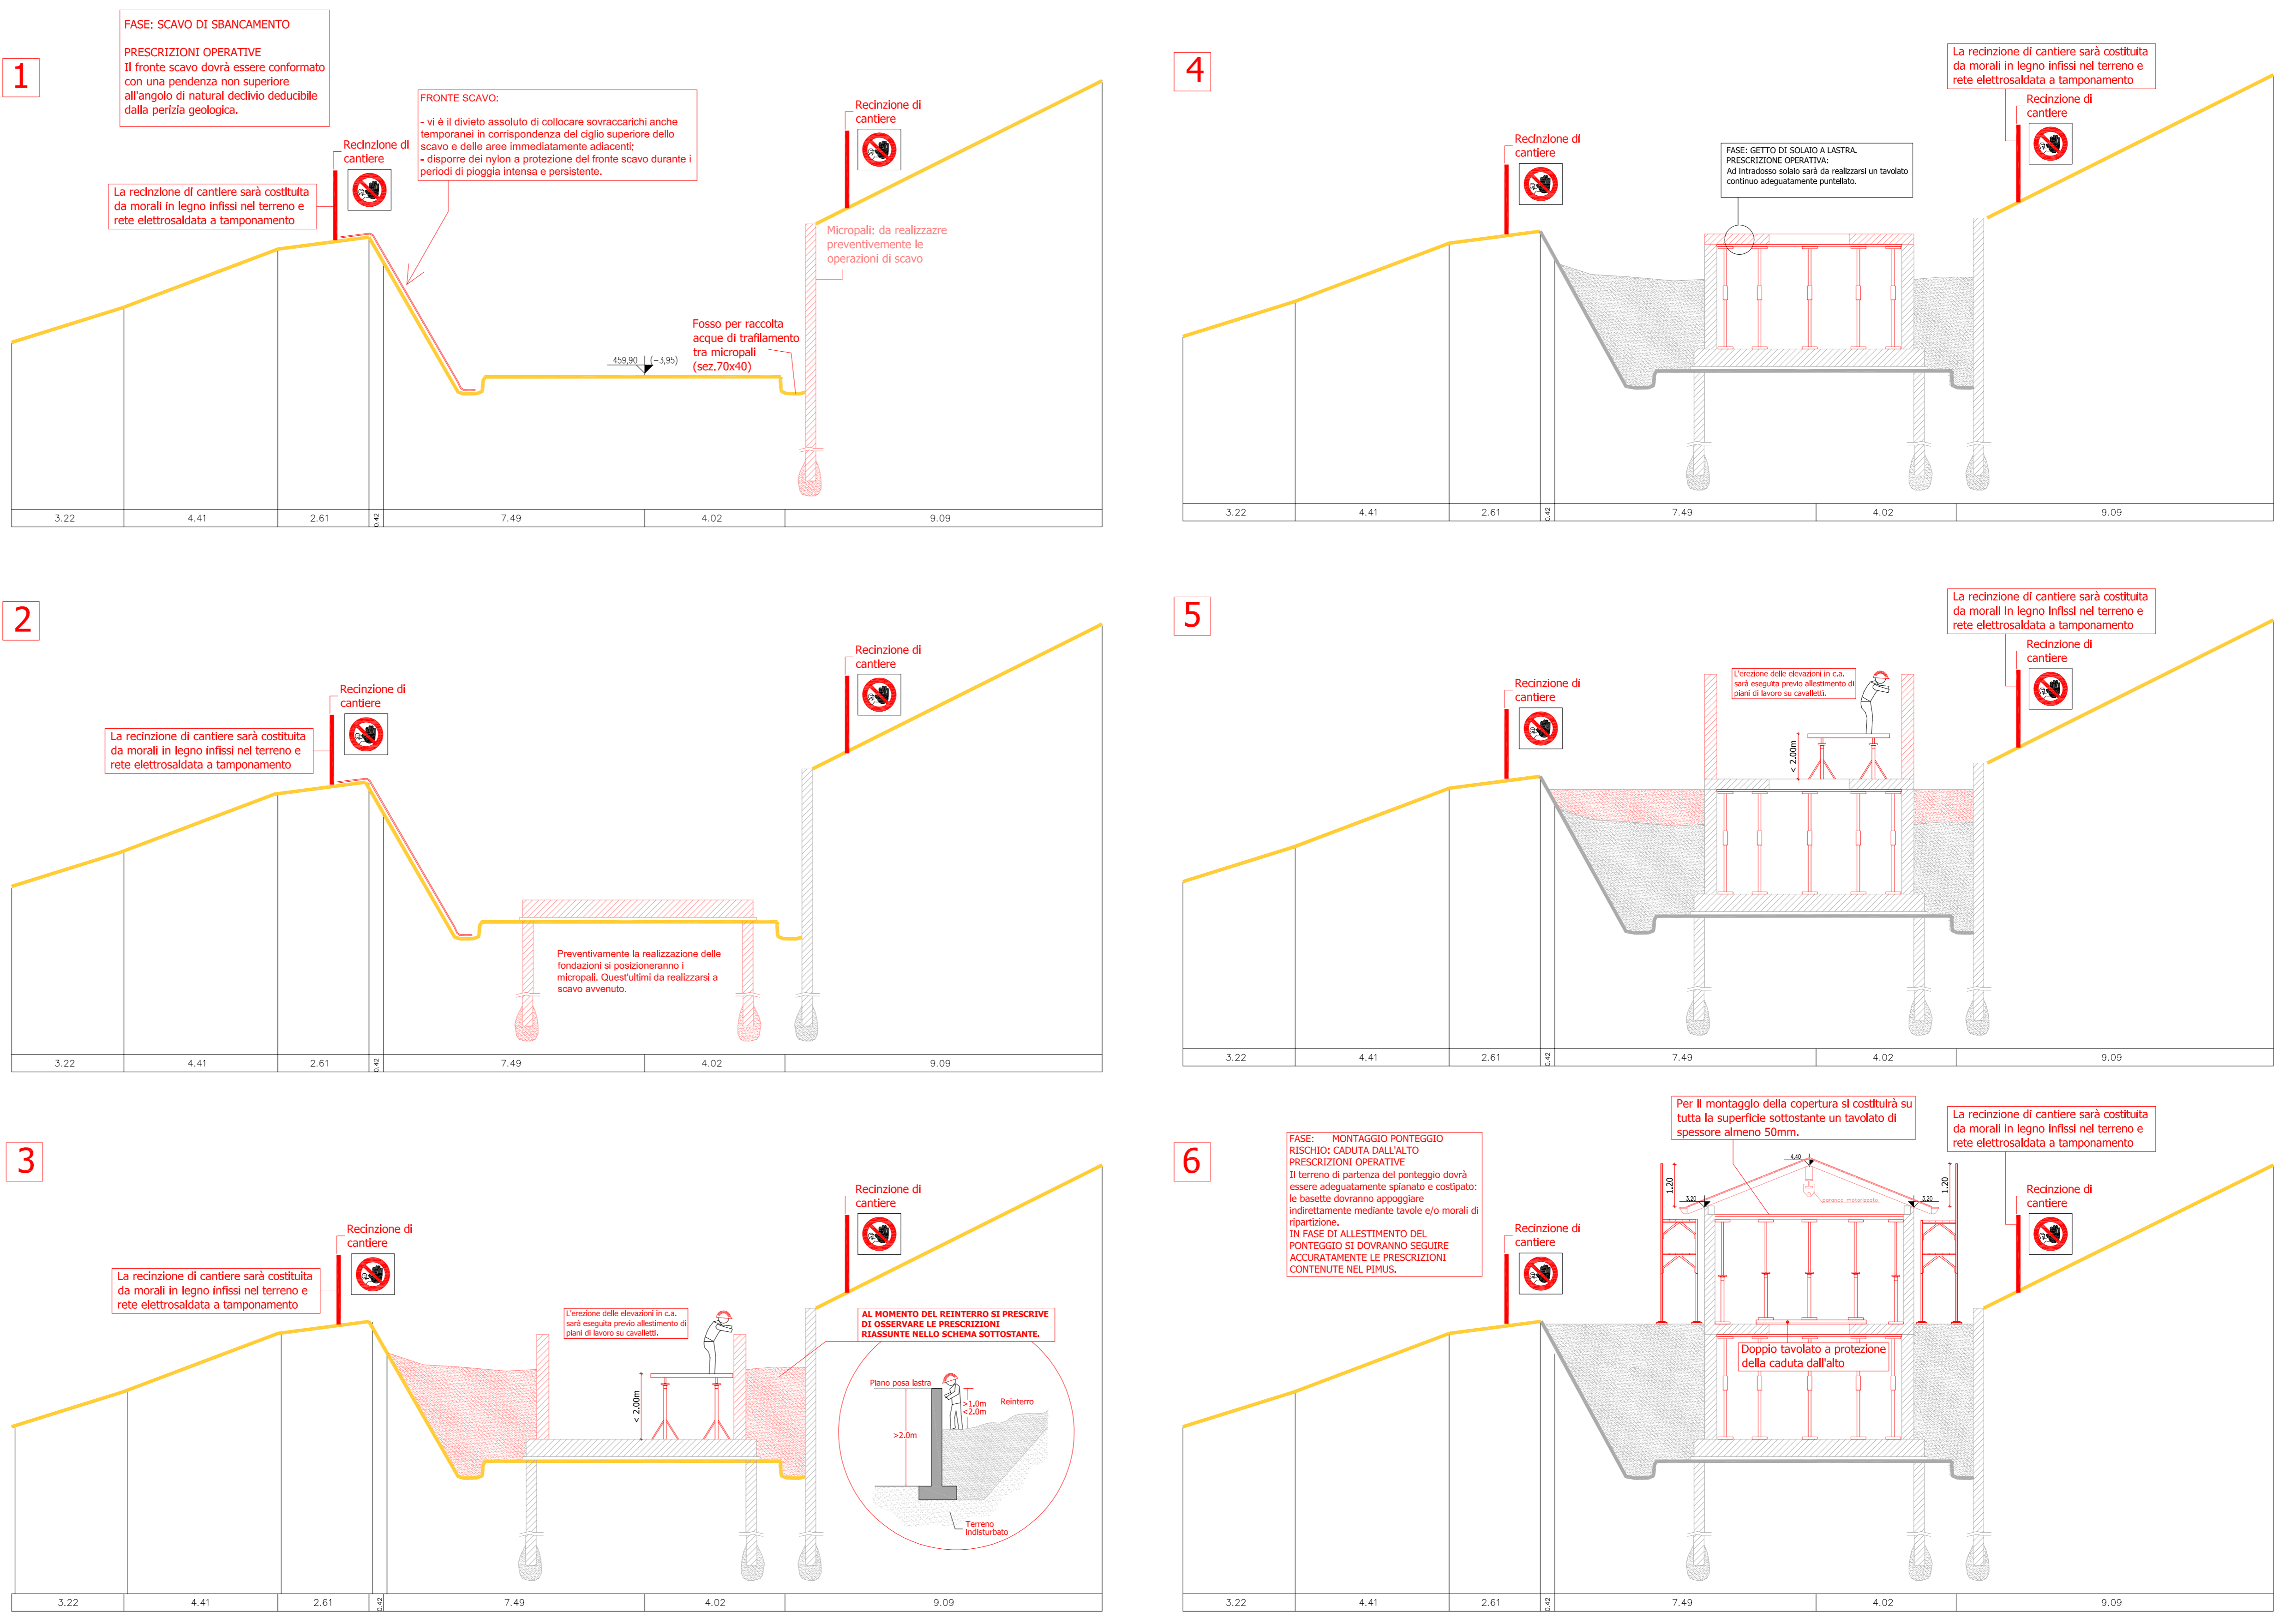 1
FASE: SCAVO DI SBANCAMENTO
PRESCRIZIONI OPERATIVE
Il fronte scavo dovrà essere conformato
con una pendenza non superiore
all'angolo di natural declivio deducibile
dalla perizia geologica.
FRONTE SCAVO:
- vi è il divieto assoluto di collocare sovraccarichi anche
temporanei in corrispondenza del ciglio superiore dello
scavo e delle aree immediatamente adiacenti;
- disporre dei nylon a protezione del fronte scavo durante i
periodi di pioggia intensa e persistente.
Recinzione di
cantiere
La recinzione di cantiere sarà costituita
da morali in legno infissi nel terreno e
rete elettrosaldata a tamponamento
Recinzione di
cantiere
Micropali: da realizzazre
preventivemente le
operazioni di scavo
Fosso per raccolta
acque di trafilamento
tra micropali
(sez.70x40)
459,90 (-3,95)
3.22 4.41 2.61 0.42 7.49 4.02 9.09
2
Recinzione di
cantiere
La recinzione di cantiere sarà costituita
da morali in legno infissi nel terreno e
rete elettrosaldata a tamponamento
Recinzione di
cantiere
Preventivamente la realizzazione delle
fondazioni si posizioneranno i
micropali. Quest'ultimi da realizzarsi a
scavo avvenuto.
3.22 4.41 2.61 0.42 7.49 4.02 9.09
3
Recinzione di
cantiere
La recinzione di cantiere sarà costituita
da morali in legno infissi nel terreno e
rete elettrosaldata a tamponamento
Recinzione di
cantiere
L'erezione delle elevazioni in c.a.
sarà eseguita previo allestimento di
piani di lavoro su cavalletti.
< 2.00m
AL MOMENTO DEL REINTERRO SI PRESCRIVE
DI OSSERVARE LE PRESCRIZIONI
RIASSUNTE NELLO SCHEMA SOTTOSTANTE.
Piano posa lastra
>1.0m
<2.0m
Reinterro
>2.0m
Terreno
indisturbato
3.22 4.41 2.61 0.42 7.49 4.02 9.09
4
La recinzione di cantiere sarà costituita
da morali in legno infissi nel terreno e
rete elettrosaldata a tamponamento
Recinzione di
cantiere
Recinzione di
cantiere
FASE: GETTO DI SOLAIO A LASTRA.
PRESCRIZIONE OPERATIVA:
Ad intradosso solaio sarà da realizzarsi un tavolato
continuo adeguatamente puntellato.
3.22 4.41 2.61 0.42 7.49 4.02 9.09
5
La recinzione di cantiere sarà costituita
da morali in legno infissi nel terreno e
rete elettrosaldata a tamponamento
Recinzione di
cantiere
Recinzione di
cantiere
L'erezione delle elevazioni in c.a.
sarà eseguita previo allestimento di
piani di lavoro su cavalletti.
< 2.00m
3.22 4.41 2.61 0.42 7.49 4.02 9.09
6
FASE: MONTAGGIO PONTEGGIO
RISCHIO: CADUTA DALL'ALTO
PRESCRIZIONI OPERATIVE
Il terreno di partenza del ponteggio dovrà
essere adeguatamente spianato e costipato:
le basette dovranno appoggiare
indirettamente mediante tavole e/o morali di
ripartizione.
IN FASE DI ALLESTIMENTO DEL
PONTEGGIO SI DOVRANNO SEGUIRE
ACCURATAMENTE LE PRESCRIZIONI
CONTENUTE NEL PIMUS.
Per il montaggio della copertura si costituirà su
tutta la superficie sottostante un tavolato di
spessore almeno 50mm.
La recinzione di cantiere sarà costituita
da morali in legno infissi nel terreno e
rete elettrosaldata a tamponamento
Recinzione di
cantiere
Recinzione di
cantiere
4,40
1.20
1.20
3,20
3,20
paranco motorizzato
Doppio tavolato a protezione
della caduta dall'alto
3.22 4.41 2.61 0.42 7.49 4.02 9.09